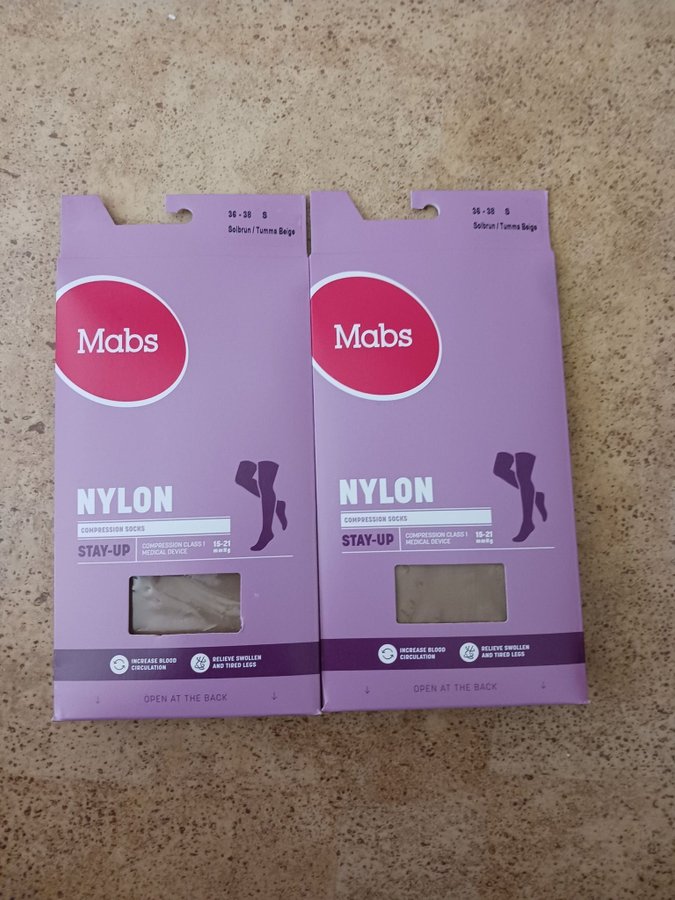 36 - 38 S
Solbrun / Tumma Beige
Mabs
NYLON
COMPRESSION SOCKS
STAY-UP
COMPRESSION CLASS I
MEDICAL DEVICE
15-21
mmHg
INCREASE BLOOD
CIRCULATION
RELIEVE SWOLLEN
AND TIRED LEGS
OPEN AT THE BACK
36 - 38 S
Solbrun / Tumma Beige
Mabs
NYLON
COMPRESSION SOCKS
STAY-UP
COMPRESSION CLASS I
MEDICAL DEVICE
15-21
mmHg
INCREASE BLOOD
CIRCULATION
RELIEVE SWOLLEN
AND TIRED LEGS
OPEN AT THE BACK